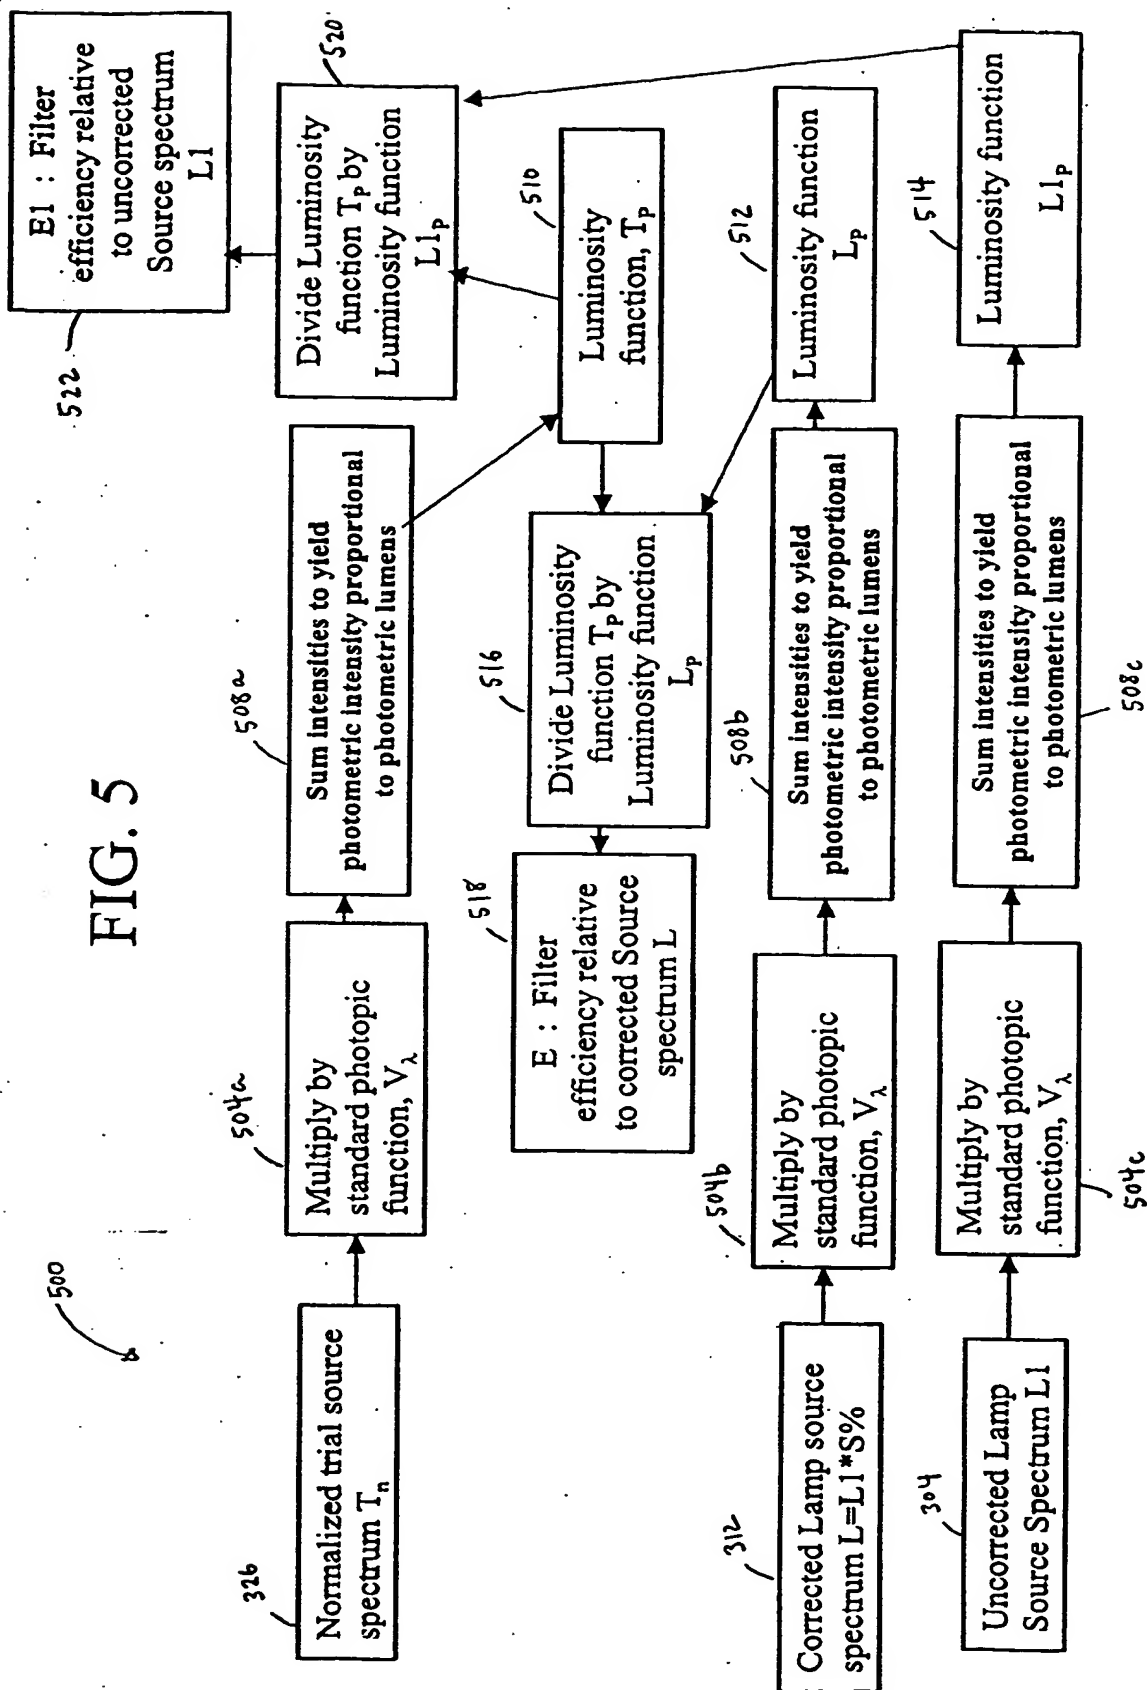 FIG. 5
500
326
Normalized trial source
spectrum Tn
504a
Multiply by
standard photopic
function, Vλ
508a
Sum intensities to yield
photometric intensity proportional
to photometric lumens
520
Divide Luminosity
function TP by
Luminosity function
L1p
522
E1 : Filter
efficiency relative
to uncorrected
Source spectrum
L1
518
E : Filter
efficiency relative
to corrected Source
spectrum L
516
Divide Luminosity
function TP by
Luminosity function
Lp
510
Luminosity
function, Tp
312
Corrected Lamp source
spectrum L=L1*S%
504b
Multiply by
standard photopic
function, Vλ
508b
Sum intensities to yield
photometric intensity proportional
to photometric lumens
512
Luminosity function
Lp
304
Uncorrected Lamp
Source Spectrum L1
504c
Multiply by
standard photopic
function, Vλ
508c
Sum intensities to yield
photometric intensity proportional
to photometric lumens
514
Luminosity function
L1p